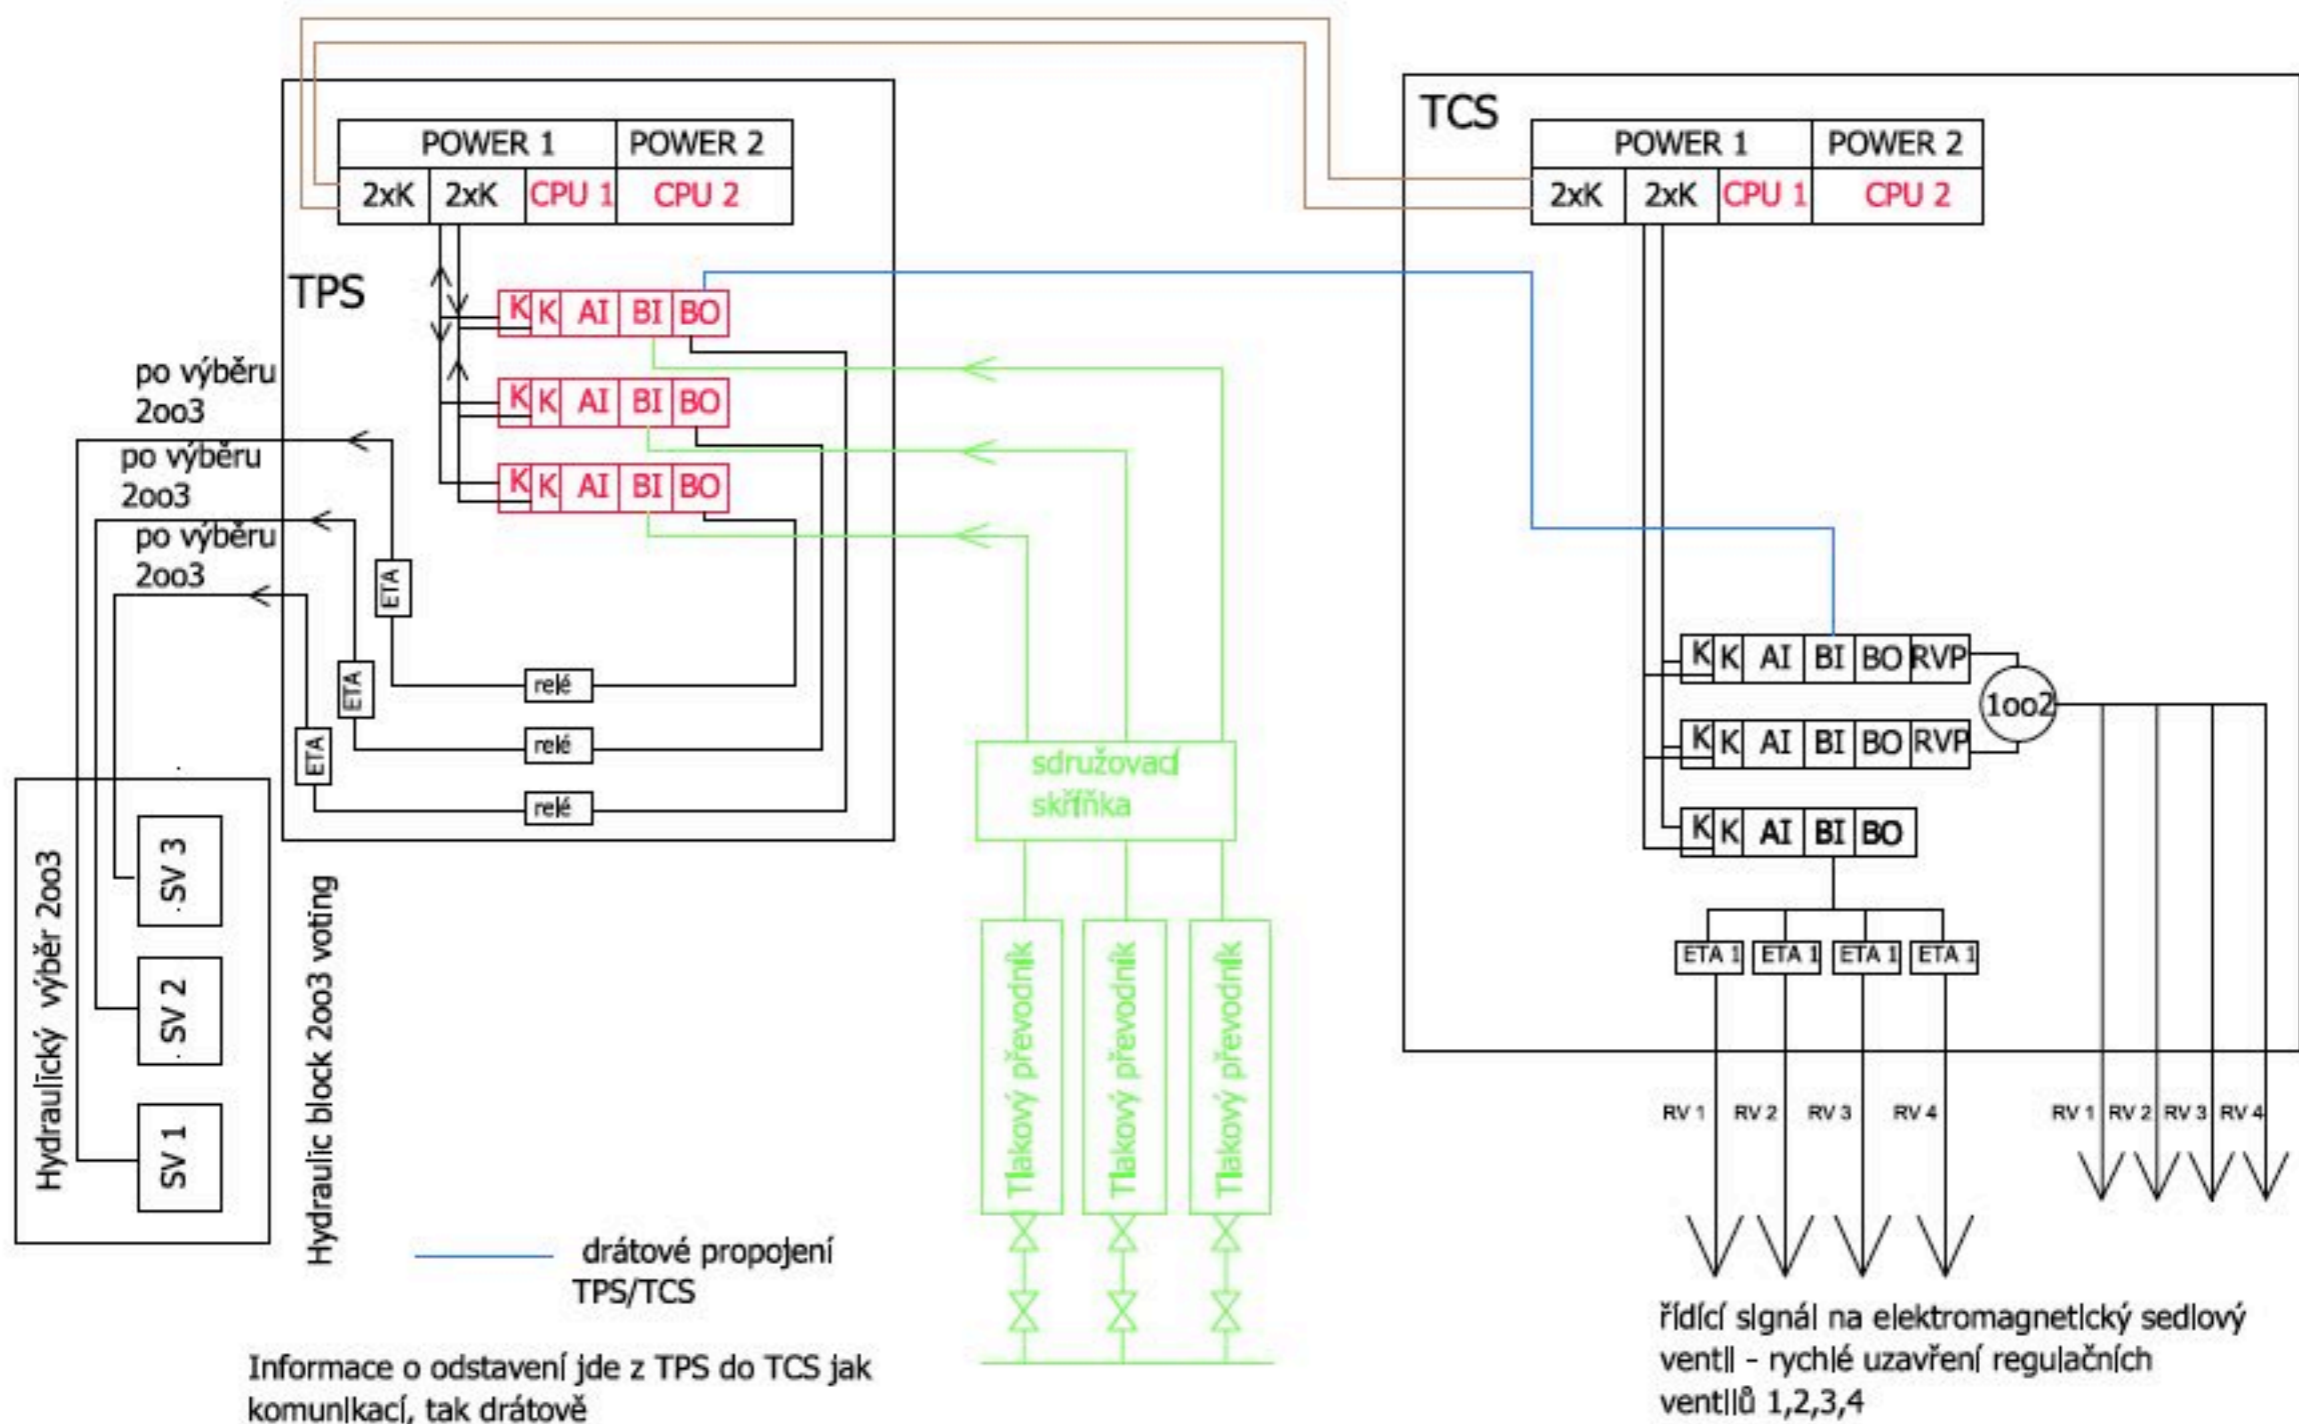 TCS
POWER 1
POWER 2
2xK
2xK
CPU 1
CPU 2
POWER 1
POWER 2
2xK
2xK
CPU 1
CPU 2
TPS
K
K
AI
BI
BO
po výběru
2oo3
K
K
AI
BI
BO
po výběru
2oo3
K
K
AI
BI
BO
po výběru
2oo3
ETA
ETA
ETA
relé
relé
relé
K
K
AI
BI
BO
RVP
1oo2
K
K
AI
BI
BO
RVP
K
K
AI
BI
BO
sdružovací
skříňka
ETA 1
ETA 1
ETA 1
ETA 1
Hydraulický výběr 2oo3
SV 3
SV 2
SV 1
Hydraulic block 2oo3 voting
Tlakový převodník
Tlakový převodník
Tlakový převodník
RV 1
RV 2
RV 3
RV 4
RV 1
RV 2
RV 3
RV 4
drátové propojení
TPS/TCS
Informace o odstavení jde z TPS do TCS jak
komunikací, tak drátově
řídící signál na elektromagnetický sedlový
ventil - rychlé uzavření regulačních
ventilů 1,2,3,4